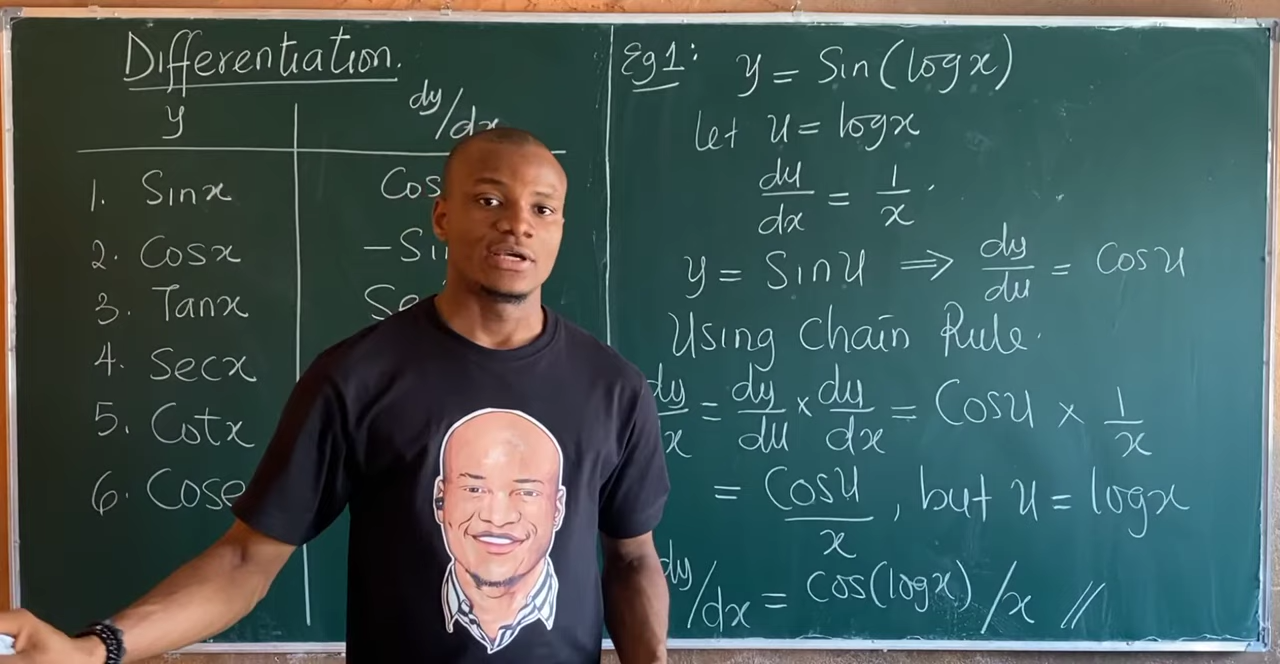 Differentiation.
y dy/dx
1. Sinx Cos
2. Cosx -Si
3. Tanx Se
4. Secx
5. Cotx
6. Cose
Eg1: y = Sin(logx)
let u = logx
du/dx = 1/x.
y = Sinu ⇒ dy/du = Cosu
Using Chain Rule.
dy/x = dy/du × dy/dx = Cosu × 1/x
= Cosu/x, but u = logx
dy/dx = cos(logx)/x //